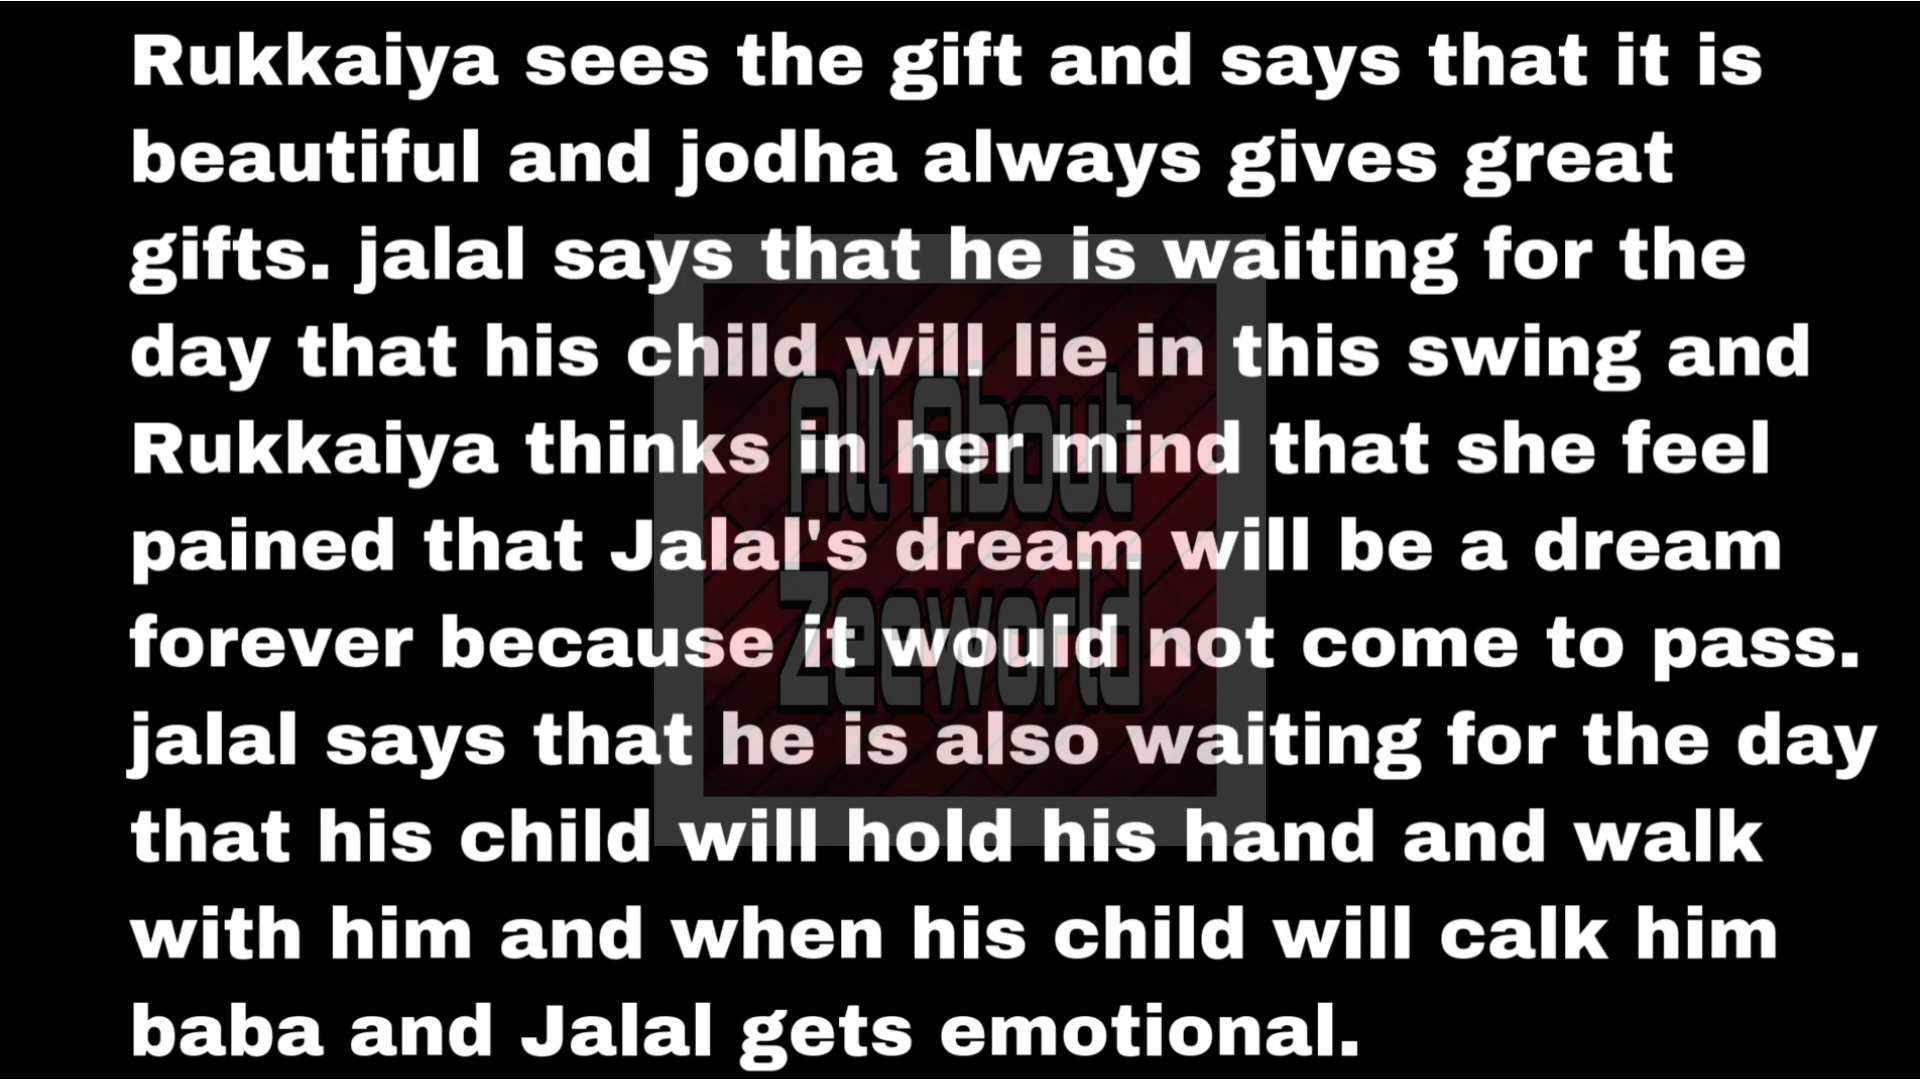 Rukkaiya sees the gift and says that it is
beautiful and jodha always gives great
gifts. jalal says that he is waiting for the
day that his child will lie in this swing and
Rukkaiya thinks in her mind that she feel
pained that Jalal's dream will be a dream
forever because it would not come to pass.
jalal says that he is also waiting for the day
that his child will hold his hand and walk
with him and when his child will calk him
baba and Jalal gets emotional.
All About
Zeeworld